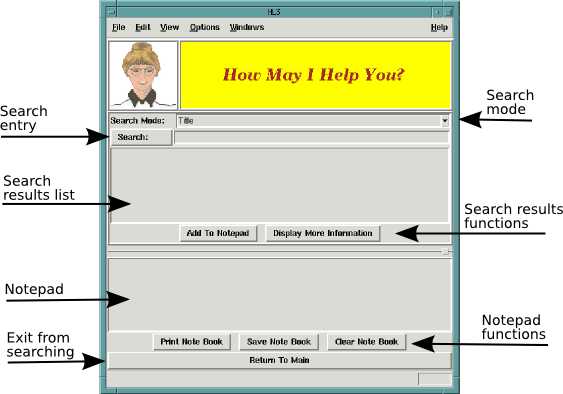 HLS
File Edit View Options Windows Help
How May I Help You?
Search
entry
Search Mode: Title
Search
mode
Search:
Search
results list
Search results
functions
Add To Notepad Display More Information
Notepad
Notepad
functions
Exit from
searching
Print Note Book Save Note Book Clear Note Book
Return To Main